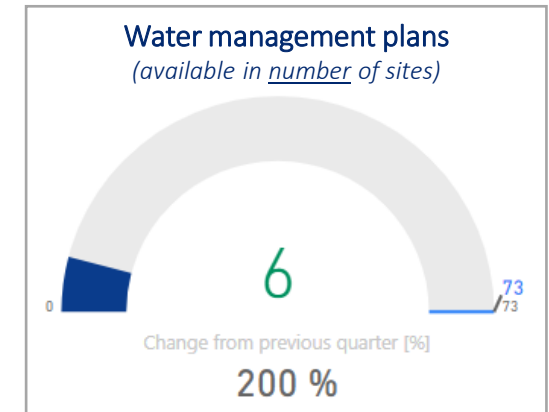 Water management plans
(available in number of sites)
6
73
0
73
Change from previous quarter [%]
200 %